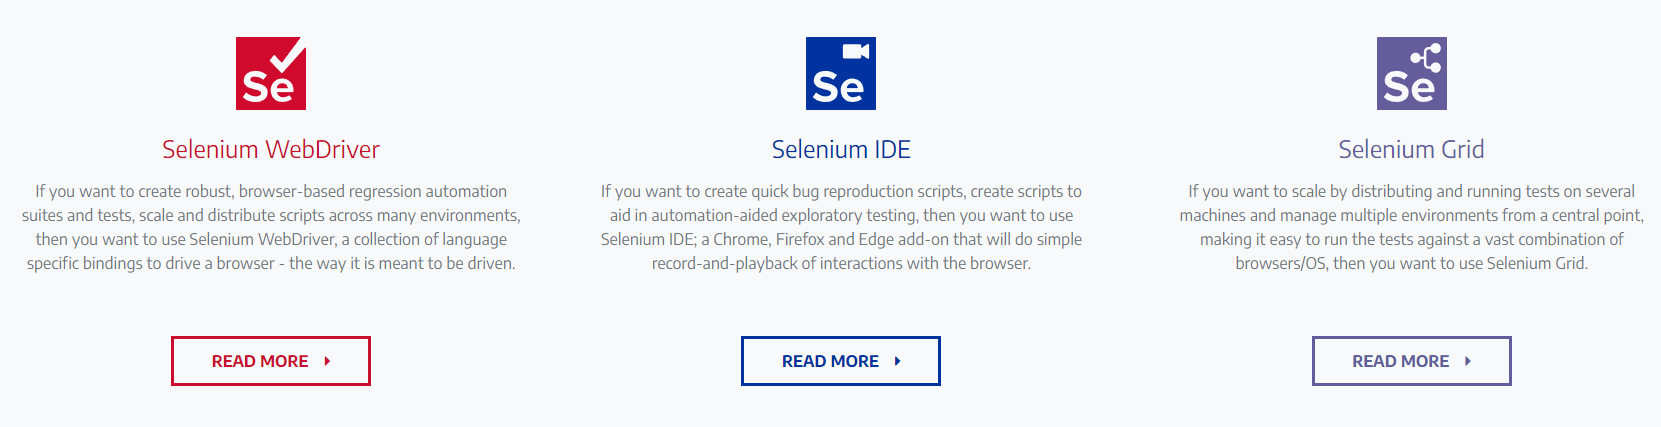 Se
Selenium WebDriver
If you want to create robust, browser-based regression automation
suites and tests, scale and distribute scripts across many environments,
then you want to use Selenium WebDriver, a collection of language
specific bindings to drive a browser - the way it is meant to be driven.
READ MORE
Se
Selenium IDE
If you want to create quick bug reproduction scripts, create scripts to
aid in automation-aided exploratory testing, then you want to use
Selenium IDE; a Chrome, Firefox and Edge add-on that will do simple
record-and-playback of interactions with the browser.
READ MORE
Se
Selenium Grid
If you want to scale by distributing and running tests on several
machines and manage multiple environments from a central point,
making it easy to run the tests against a vast combination of
browsers/OS, then you want to use Selenium Grid.
READ MORE